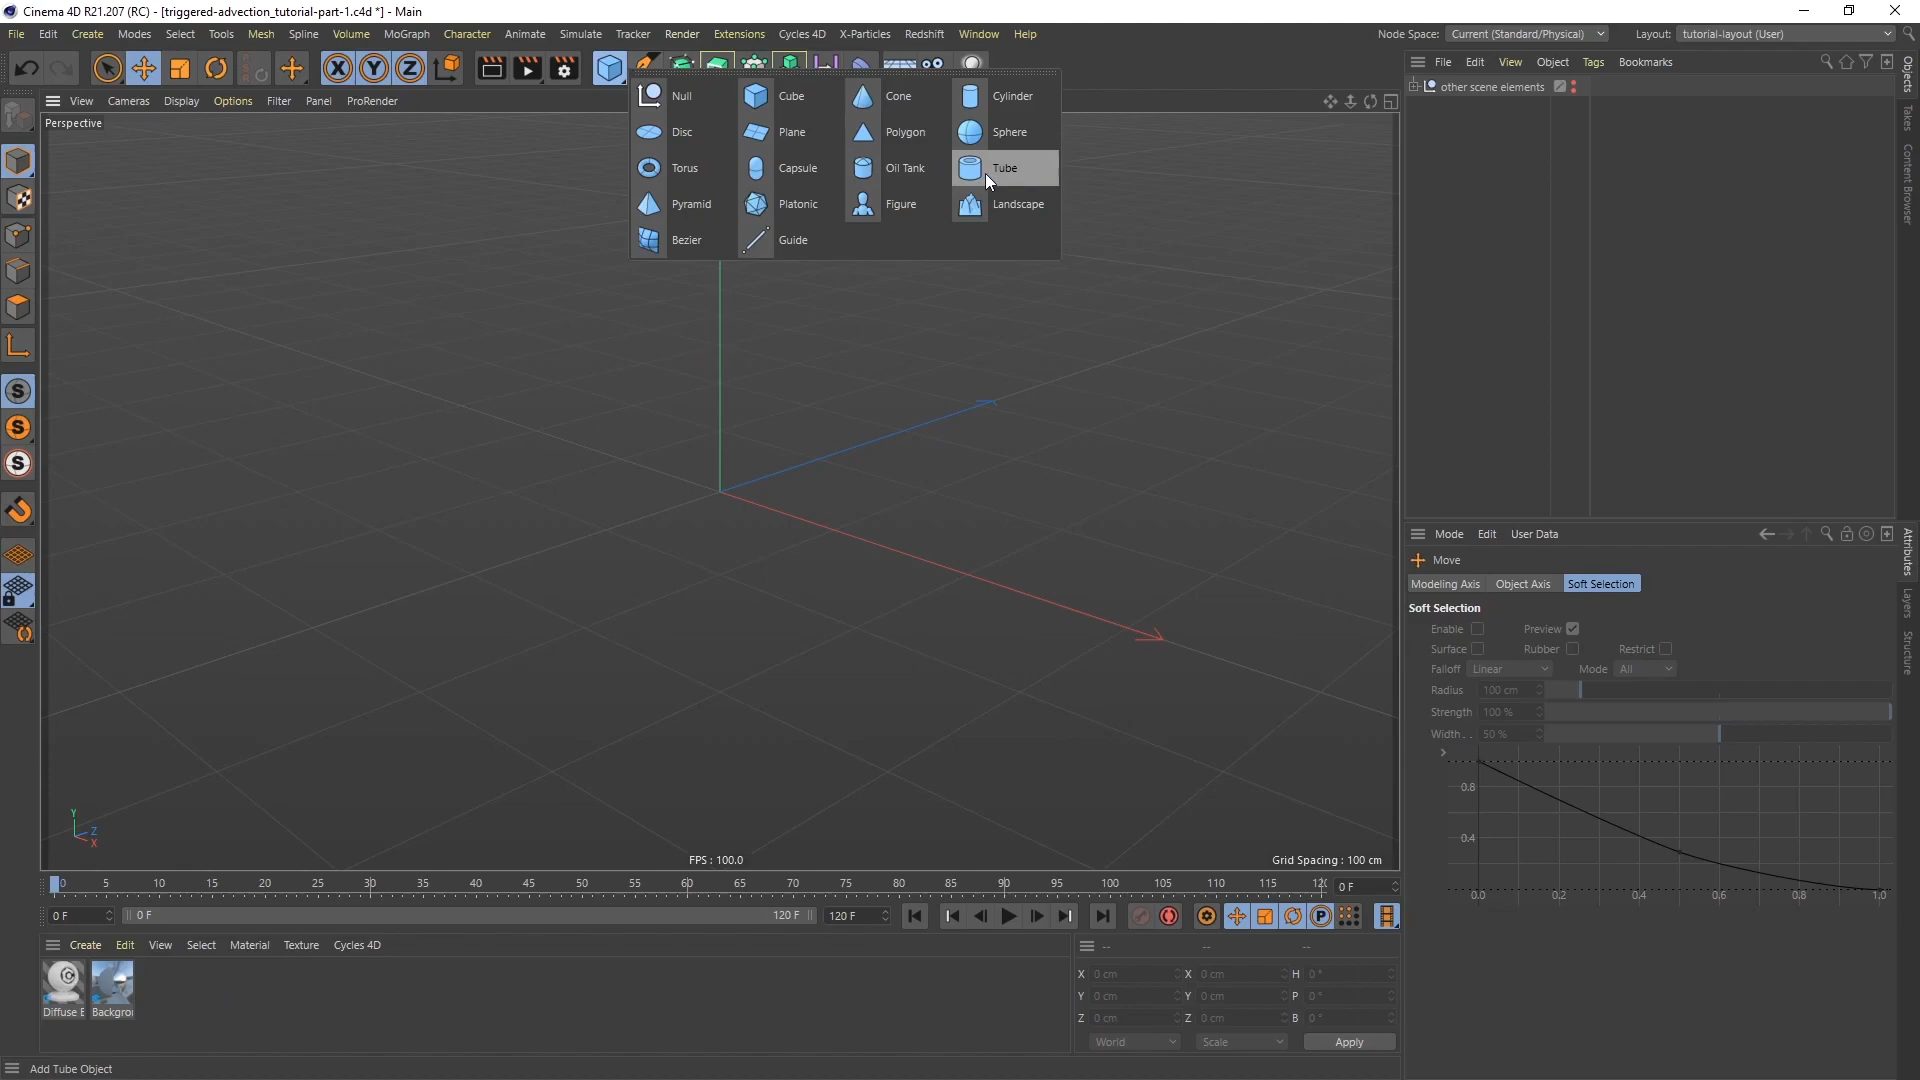 Cinema 4D R21.207 (RC) - [triggered-advection_tutorial-part-1.c4d *] - Main
File Edit Create Modes Select Tools Mesh Spline Volume MoGraph Character Animate Simulate Tracker Render Extensions Cycles 4D X-Particles Redshift Window Help
Node Space: Current (Standard/Physical) Layout: tutorial-layout (User)
X Y Z
File Edit View Object Tags Bookmarks
other scene elements
Objects
Takes
Content Browser
View Cameras Display Options Filter Panel ProRender
Perspective
Null Cube Cone Cylinder
Disc Plane Polygon Sphere
Torus Capsule Oil Tank Tube
Pyramid Platonic Figure Landscape
Bezier Guide
S
S
S
Mode Edit User Data
Move
Modeling Axis Object Axis Soft Selection
Soft Selection
Enable Preview
Surface Rubber Restrict
Falloff Linear Mode All
Radius 100 cm
Strength 100 %
Width. . 50 %
0.8
0.4
0.0 0.2 0.4 0.6 0.8 1.0
Attributes
Layers
Structure
Y
Z
X
FPS : 100.0
Grid Spacing : 100 cm
0 5 10 15 20 25 30 35 40 45 50 55 60 65 70 75 80 85 90 95 100 105 110 115 12
0 F
0 F 0 F 120 F 120 F
P
Create Edit View Select Material Texture Cycles 4D
-- -- --
Diffuse E Backgro
X 0 cm X 0 cm H 0 °
Y 0 cm Y 0 cm P 0 °
Z 0 cm Z 0 cm B 0 °
World Scale Apply
Add Tube Object